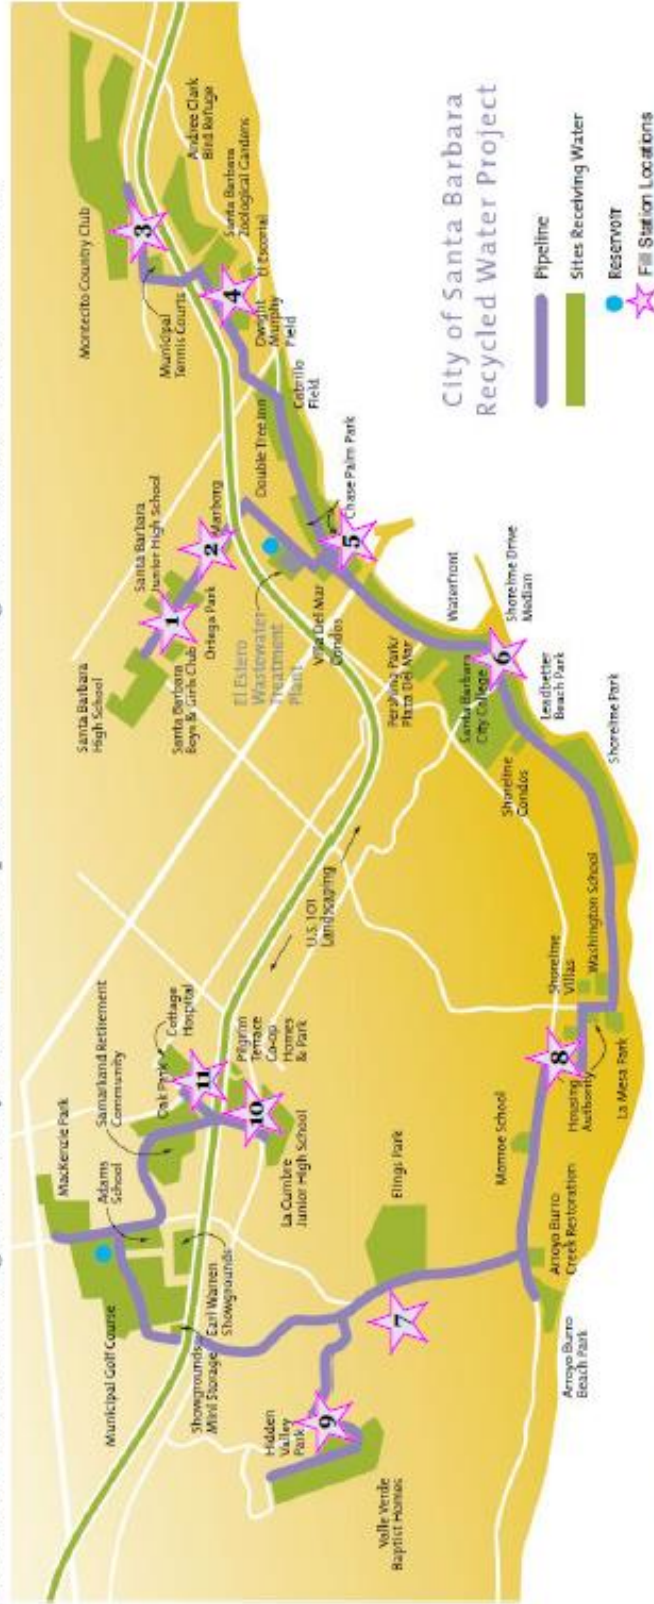 City of Santa Barbara
Recycled Water Project
Pipeline
Sites Receiving Water
Reservoir
Fill Station Locations
Municipal Golf Course
MacKenzie Park
Adams
School
Samarkand Retirement
Community
Oak Park
Cottage
Hospital
11
10
Pilgrim
Terrace
Co-op
Homes
& Park
La Cumbre
Junior High School
Showgrounds
Mini Storage
Earl Warren
Showgrounds
Hidden
Valley
Park
9
Valle Verde
Baptist Homes
7
Elings Park
Arroyo Burro
Beach Park
Arroyo Burro
Creek Restoration
Monroe School
8
Housing
Authority
La Mesa Park
Shoreline
Villas
Washington School
U.S. 101
Landscaping
Shoreline Park
Shoreline
Condos
Leadbetter
Beach Park
6
Santa Barbara
City College
Shoreline Drive
Median
Waterfront
Pershing Park/
Plaza Del Mar
Villa Del Mar
Condos
El Estero
Wastewater
Treatment
Plant
5
Chase Palm Park
Santa Barbara
High School
Santa Barbara
Boys & Girls Club
1
Ortega Park
Santa Barbara
Junior High School
2
Marborg
Double Tree Inn
Cabrillo
Field
Dwight
Murphy
Field
4
El Escorial
Santa Barbara
Zoological Gardens
Andree Clark
Bird Refuge
Municipal
Tennis Courts
3
Montecito Country Club